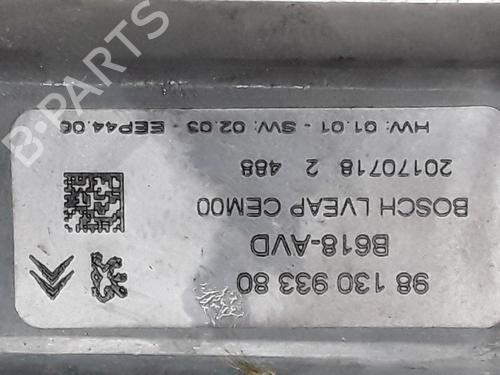 98 130 933 80
B618-AVD
BOSCH LVEAP CEM00
20170718 2 488
HW: 01.01 - SW: 02.03 - EEP44.06
B-PARTS